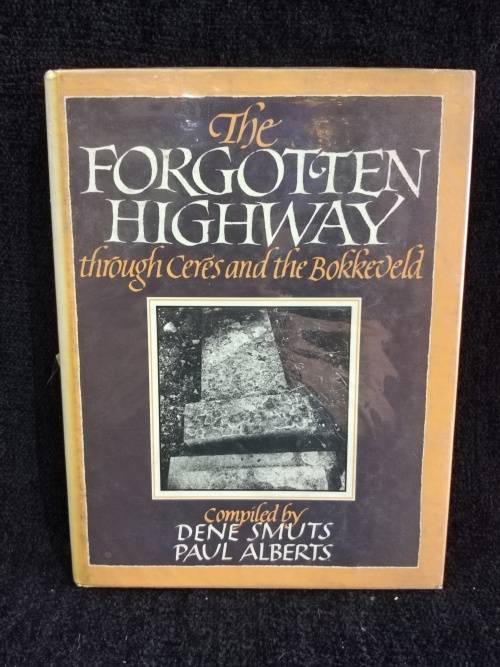 The
FORGOTTEN
HIGHWAY
through Ceres and the Bokkeveld
Compiled by
DENE SMUTS
PAUL ALBERTS